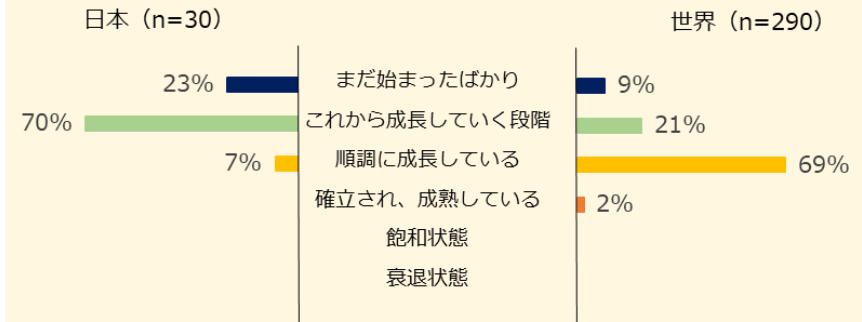 日本（n=30）
世界（n=290）
23% まだ始まったばかり 9%
70% これから成長していく段階 21%
7% 順調に成長している 69%
確立され、成熟している 2%
飽和状態
衰退状態